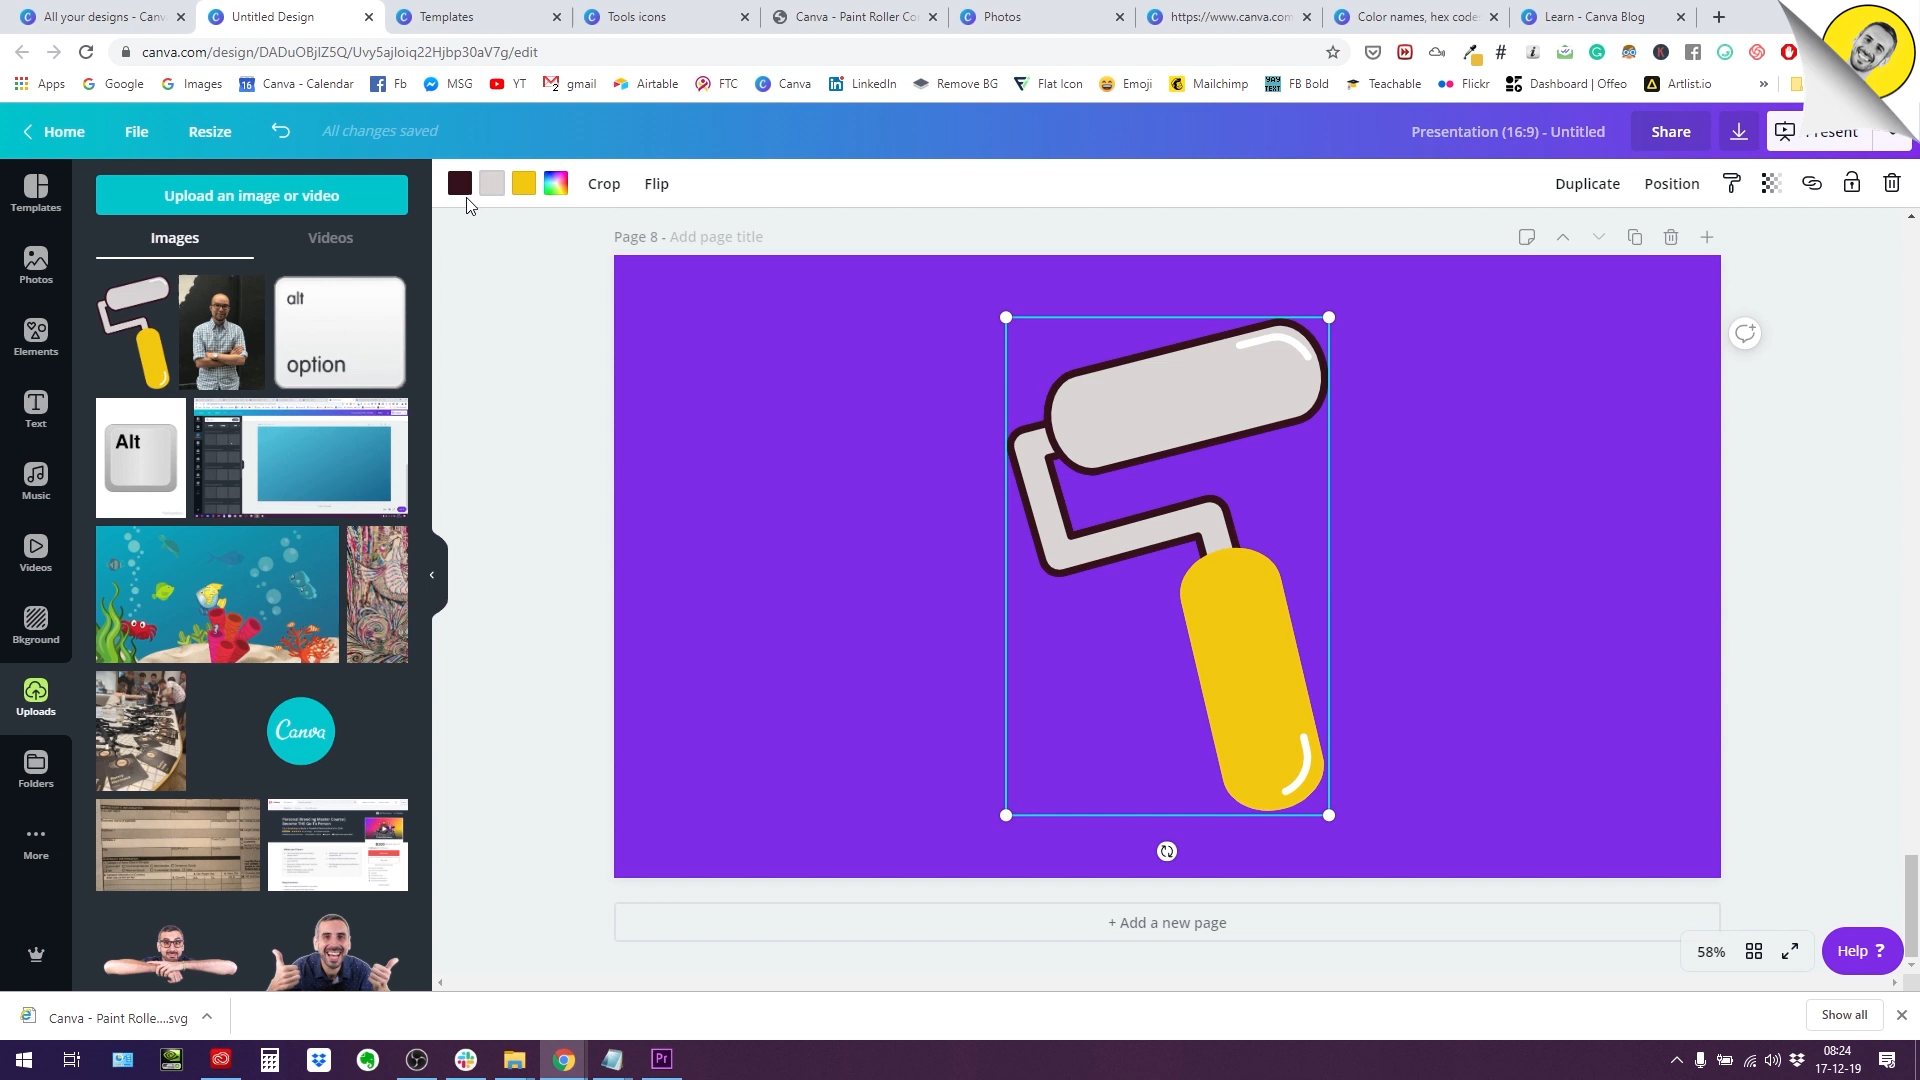 All your designs - Canv
Untitled Design
Templates
Tools icons
Canva - Paint Roller Co
Photos
https://www.canva.com
Color names, hex codes
Learn - Canva Blog
canva.com/design/DADuOBjIZ5Q/Uvy5ajloiq22Hjbp30aV7g/edit
Apps
Google
Images
Canva - Calendar
Fb
MSG
YT
gmail
Airtable
FTC
Canva
LinkedIn
Remove BG
Flat Icon
Emoji
Mailchimp
FB Bold
Teachable
Flickr
Dashboard | Offeo
Artlist.io
Home
File
Resize
All changes saved
Presentation (16:9) - Untitled
Share
Crop
Flip
Duplicate
Position
Templates
Photos
Elements
Text
Music
Videos
Bkground
Uploads
Folders
More
Upload an image or video
Images
Videos
alt
option
Alt
Canva
Page 8 - Add page title
+ Add a new page
58%
Help ?
Canva - Paint Rolle....svg
Show all
Pr
08:24
17-12-19